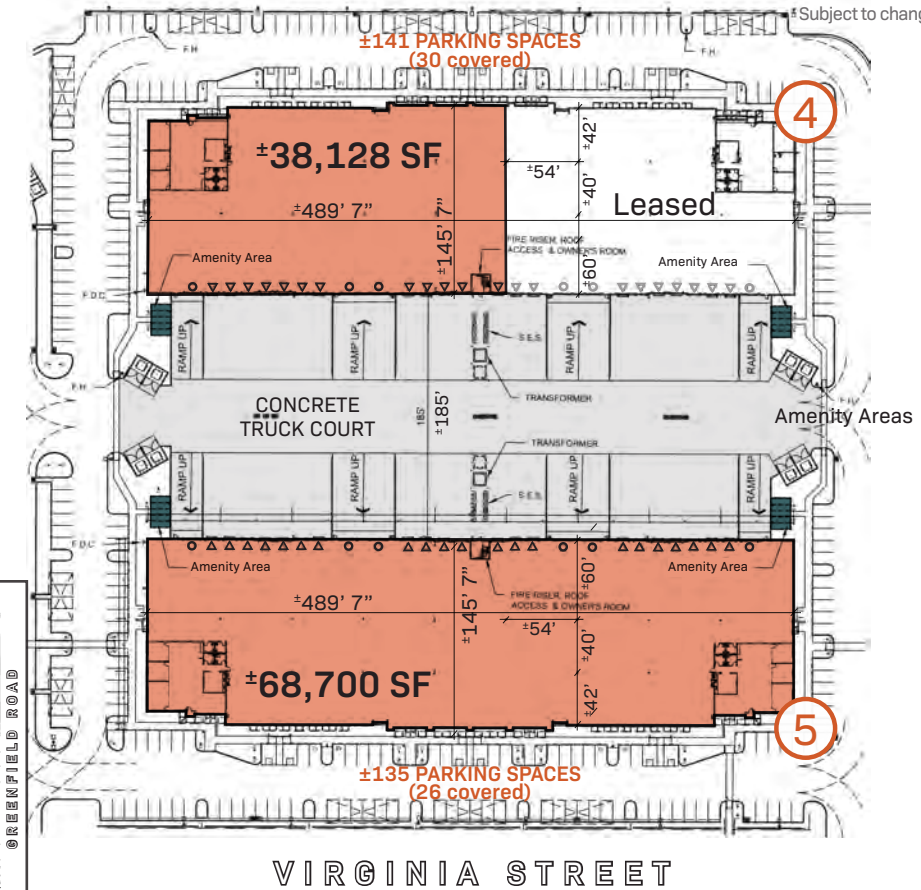 Subject to chang
±141 PARKING SPACES
(30 covered)
F.H.
F.H.
4
±38,128 SF
±42'
±54'
±40'
Leased
±489' 7”
±145' 7”
FIRE RISER, ROOF
ACCESS & OWNER'S ROOM
±60'
Amenity Area
Amenity Area
F.D.C
RAMP UP
RAMP UP
RAMP UP
RAMP UP
S.E.S
F.H.
TRANSFORMER
CONCRETE
TRUCK COURT
185'
±185'
Amenity Areas
TRANSFORMER
RAMP UP
RAMP UP
RAMP UP
RAMP UP
S.E.S
F.D.C
Amenity Area
Amenity Area
±60'
±489' 7”
±145' 7”
FIRE RISER, ROOF
ACCESS & OWNER'S ROOM
±54'
±40'
±68,700 SF
±42'
5
GREENFIELD ROAD
±135 PARKING SPACES
(26 covered)
VIRGINIA STREET